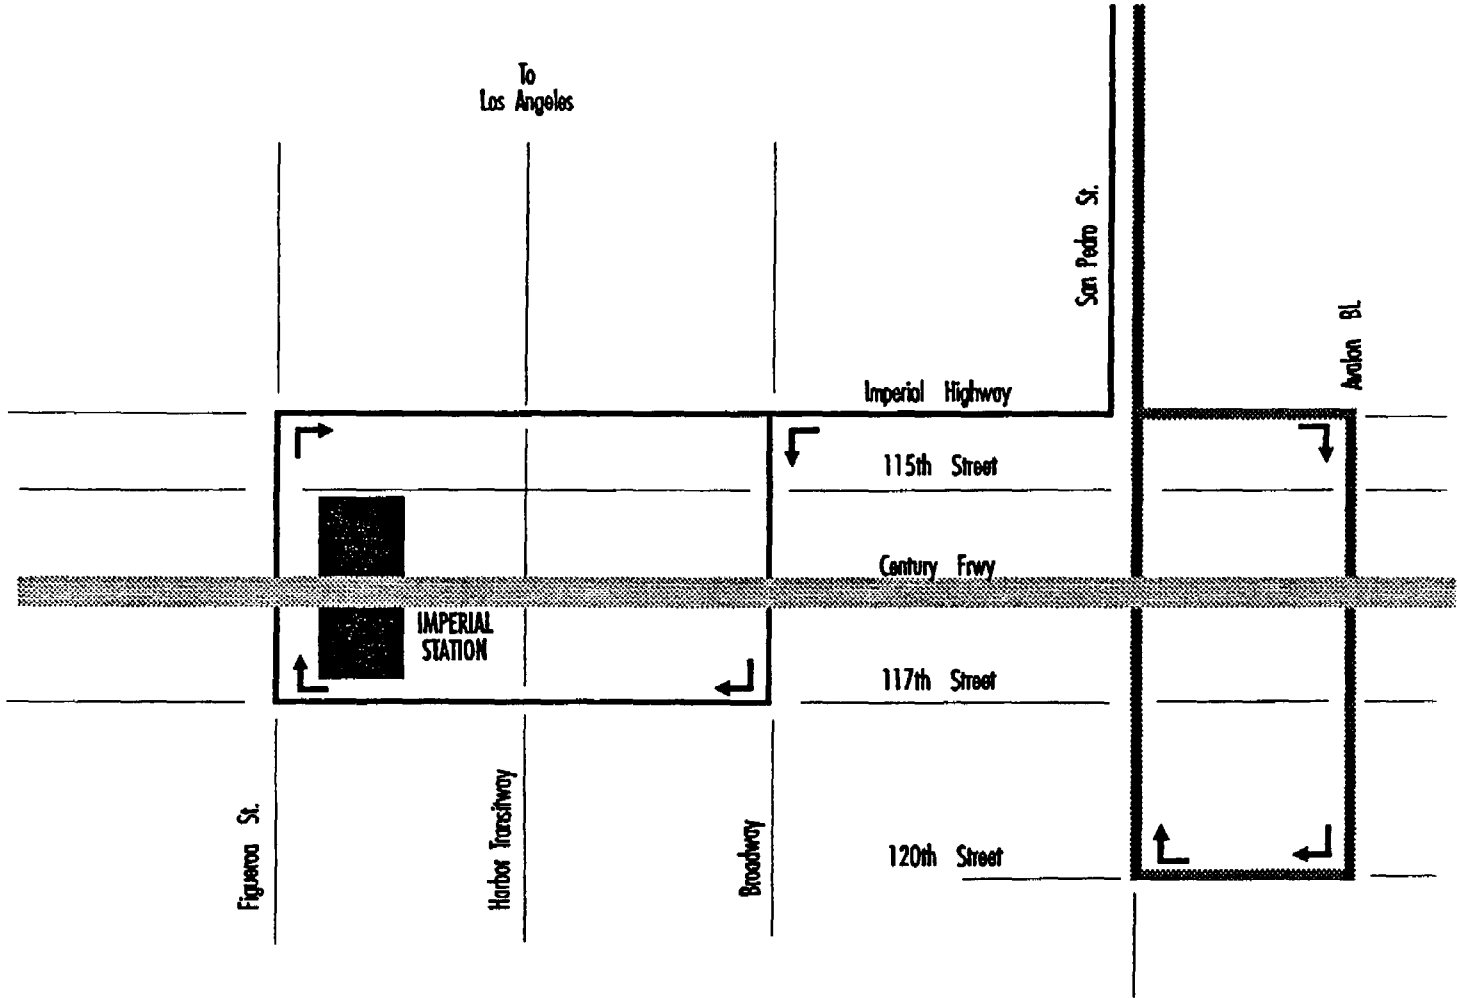 To
Los Angeles
San Pedro St.
Avalon Bl.
Imperial Highway
115th Street
Century Frwy
IMPERIAL
STATION
117th Street
Figueroa St.
Harbor Transitway
Broadway
120th Street